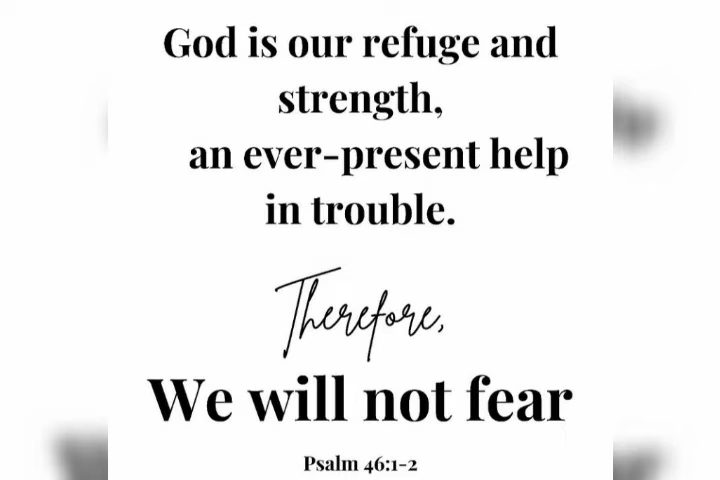 God is our refuge and
strength,
an ever-present help
in trouble.
Therefore,
We will not fear
Psalm 46:1-2